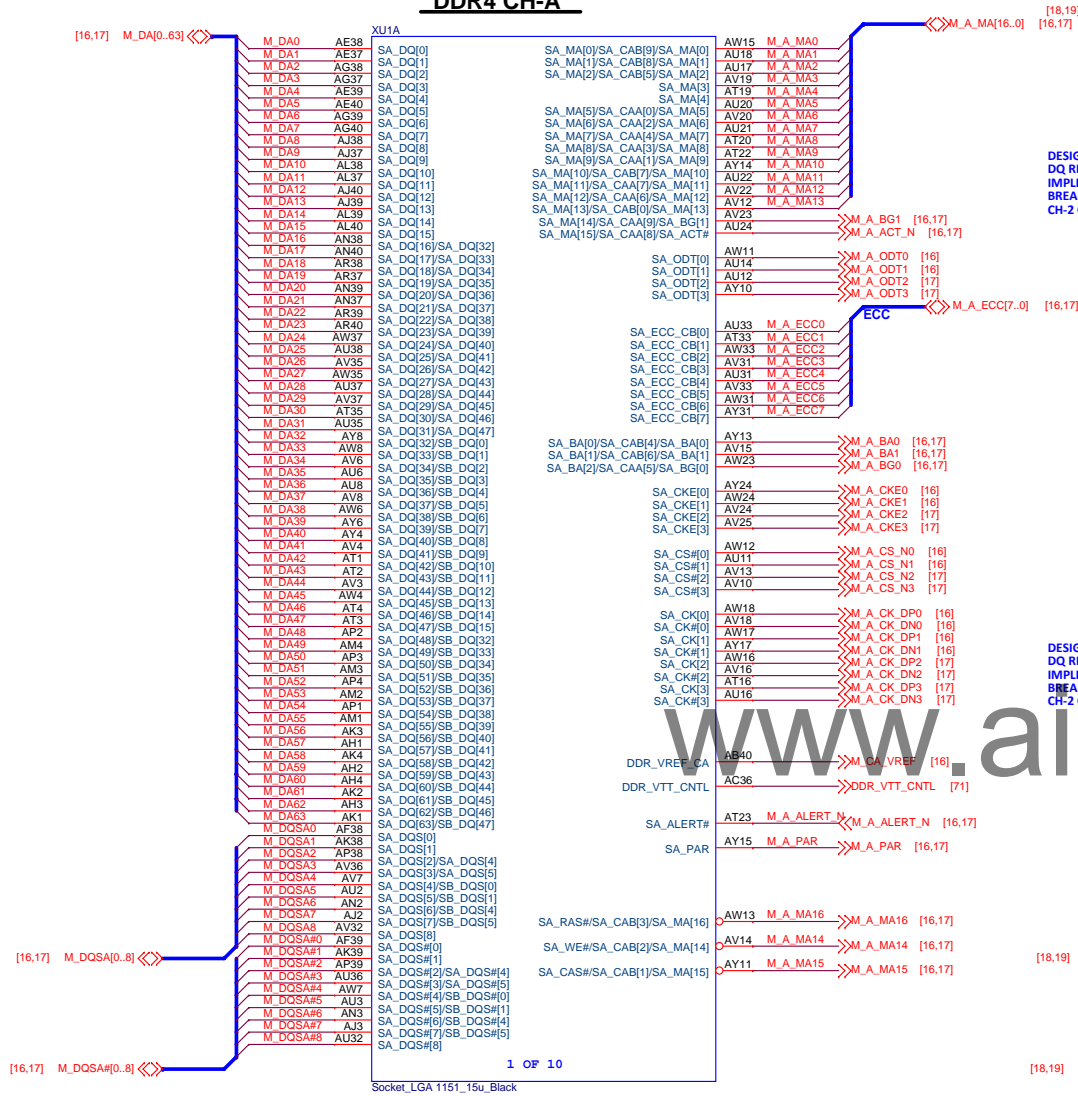 DDR4 CH-A
XU1A
[16,17] M_DA[0..63]
M_DA0 AE38 SA_DQ[0]
M_DA1 AE37 SA_DQ[1]
M_DA2 AG38 SA_DQ[2]
M_DA3 AG37 SA_DQ[3]
M_DA4 AE39 SA_DQ[4]
M_DA5 AE40 SA_DQ[5]
M_DA6 AG39 SA_DQ[6]
M_DA7 AG40 SA_DQ[7]
M_DA8 AJ38 SA_DQ[8]
M_DA9 AJ37 SA_DQ[9]
M_DA10 AL38 SA_DQ[10]
M_DA11 AL37 SA_DQ[11]
M_DA12 AJ40 SA_DQ[12]
M_DA13 AJ39 SA_DQ[13]
M_DA14 AL39 SA_DQ[14]
M_DA15 AL40 SA_DQ[15]
M_DA16 AN38 SA_DQ[16]/SA_DQ[32]
M_DA17 AN40 SA_DQ[17]/SA_DQ[33]
M_DA18 AR38 SA_DQ[18]/SA_DQ[34]
M_DA19 AR37 SA_DQ[19]/SA_DQ[35]
M_DA20 AN39 SA_DQ[20]/SA_DQ[36]
M_DA21 AN37 SA_DQ[21]/SA_DQ[37]
M_DA22 AR39 SA_DQ[22]/SA_DQ[38]
M_DA23 AR40 SA_DQ[23]/SA_DQ[39]
M_DA24 AW37 SA_DQ[24]/SA_DQ[40]
M_DA25 AU38 SA_DQ[25]/SA_DQ[41]
M_DA26 AV35 SA_DQ[26]/SA_DQ[42]
M_DA27 AW35 SA_DQ[27]/SA_DQ[43]
M_DA28 AU37 SA_DQ[28]/SA_DQ[44]
M_DA29 AV37 SA_DQ[29]/SA_DQ[45]
M_DA30 AT35 SA_DQ[30]/SA_DQ[46]
M_DA31 AU35 SA_DQ[31]/SA_DQ[47]
M_DA32 AY8 SA_DQ[32]/SB_DQ[0]
M_DA33 AW8 SA_DQ[33]/SB_DQ[1]
M_DA34 AV6 SA_DQ[34]/SB_DQ[2]
M_DA35 AU6 SA_DQ[35]/SB_DQ[3]
M_DA36 AU8 SA_DQ[36]/SB_DQ[4]
M_DA37 AV8 SA_DQ[37]/SB_DQ[5]
M_DA38 AW6 SA_DQ[38]/SB_DQ[6]
M_DA39 AY6 SA_DQ[39]/SB_DQ[7]
M_DA40 AY4 SA_DQ[40]/SB_DQ[8]
M_DA41 AV4 SA_DQ[41]/SB_DQ[9]
M_DA42 AT1 SA_DQ[42]/SB_DQ[10]
M_DA43 AT2 SA_DQ[43]/SB_DQ[11]
M_DA44 AV3 SA_DQ[44]/SB_DQ[12]
M_DA45 AW4 SA_DQ[45]/SB_DQ[13]
M_DA46 AT4 SA_DQ[46]/SB_DQ[14]
M_DA47 AT3 SA_DQ[47]/SB_DQ[15]
M_DA48 AP2 SA_DQ[48]/SB_DQ[32]
M_DA49 AM4 SA_DQ[49]/SB_DQ[33]
M_DA50 AP3 SA_DQ[50]/SB_DQ[34]
M_DA51 AM3 SA_DQ[51]/SB_DQ[35]
M_DA52 AP4 SA_DQ[52]/SB_DQ[36]
M_DA53 AM2 SA_DQ[53]/SB_DQ[37]
M_DA54 AP1 SA_DQ[54]/SB_DQ[38]
M_DA55 AM1 SA_DQ[55]/SB_DQ[39]
M_DA56 AK3 SA_DQ[56]/SB_DQ[40]
M_DA57 AH1 SA_DQ[57]/SB_DQ[41]
M_DA58 AK4 SA_DQ[58]/SB_DQ[42]
M_DA59 AH2 SA_DQ[59]/SB_DQ[43]
M_DA60 AH4 SA_DQ[60]/SB_DQ[44]
M_DA61 AK2 SA_DQ[61]/SB_DQ[45]
M_DA62 AH3 SA_DQ[62]/SB_DQ[46]
M_DA63 AK1 SA_DQ[63]/SB_DQ[47]
M_DQSA0 AF38 SA_DQS[0]
M_DQSA1 AK38 SA_DQS[1]
M_DQSA2 AP38 SA_DQS[2]/SA_DQS[4]
M_DQSA3 AV36 SA_DQS[3]/SA_DQS[5]
M_DQSA4 AV7 SA_DQS[4]/SB_DQS[0]
M_DQSA5 AU2 SA_DQS[5]/SB_DQS[1]
M_DQSA6 AN2 SA_DQS[6]/SB_DQS[4]
M_DQSA7 AJ2 SA_DQS[7]/SB_DQS[5]
M_DQSA8 AV32 SA_DQS[8]
M_DQSA#0 AF39 SA_DQS#[0]
M_DQSA#1 AK39 SA_DQS#[1]
M_DQSA#2 AP39 SA_DQS#[2]/SA_DQS#[4]
M_DQSA#3 AU36 SA_DQS#[3]/SA_DQS#[5]
M_DQSA#4 AW7 SA_DQS#[4]/SB_DQS#[0]
M_DQSA#5 AU3 SA_DQS#[5]/SB_DQS#[1]
M_DQSA#6 AN3 SA_DQS#[6]/SB_DQS#[4]
M_DQSA#7 AJ3 SA_DQS#[7]/SB_DQS#[5]
M_DQSA#8 AU32 SA_DQS#[8]
[16,17] M_DQSA[0..8]
[16,17] M_DQSA#[0..8]
SA_MA[0]/SA_CAB[9]/SA_MA[0] AW15 M_A_MA0
SA_MA[1]/SA_CAB[8]/SA_MA[1] AU18 M_A_MA1
SA_MA[2]/SA_CAB[5]/SA_MA[2] AU17 M_A_MA2
SA_MA[3] AV19 M_A_MA3
SA_MA[4] AT19 M_A_MA4
SA_MA[5]/SA_CAA[0]/SA_MA[5] AU20 M_A_MA5
SA_MA[6]/SA_CAA[2]/SA_MA[6] AV20 M_A_MA6
SA_MA[7]/SA_CAA[4]/SA_MA[7] AU21 M_A_MA7
SA_MA[8]/SA_CAA[3]/SA_MA[8] AT20 M_A_MA8
SA_MA[9]/SA_CAA[1]/SA_MA[9] AT22 M_A_MA9
SA_MA[10]/SA_CAB[7]/SA_MA[10] AY14 M_A_MA10
SA_MA[11]/SA_CAA[7]/SA_MA[11] AU22 M_A_MA11
SA_MA[12]/SA_CAA[6]/SA_MA[12] AV22 M_A_MA12
SA_MA[13]/SA_CAB[0]/SA_MA[13] AV12 M_A_MA13
SA_MA[14]/SA_CAA[9]/SA_BG[1] AV23 M_A_BG1 [16,17]
SA_MA[15]/SA_CAA[8]/SA_ACT# AU24 M_A_ACT_N [16,17]
SA_ODT[0] AW11 M_A_ODT0 [16]
SA_ODT[1] AU14 M_A_ODT1 [16]
SA_ODT[2] AU12 M_A_ODT2 [17]
SA_ODT[3] AY10 M_A_ODT3 [17]
SA_ECC_CB[0] AU33 M_A_ECC0
SA_ECC_CB[1] AT33 M_A_ECC1
SA_ECC_CB[2] AW33 M_A_ECC2
SA_ECC_CB[3] AV31 M_A_ECC3
SA_ECC_CB[4] AU31 M_A_ECC4
SA_ECC_CB[5] AV33 M_A_ECC5
SA_ECC_CB[6] AW31 M_A_ECC6
SA_ECC_CB[7] AY31 M_A_ECC7
ECC
M_A_ECC[7..0] [16,17]
SA_BA[0]/SA_CAB[4]/SA_BA[0] AY13 M_A_BA0 [16,17]
SA_BA[1]/SA_CAB[6]/SA_BA[1] AV15 M_A_BA1 [16,17]
SA_BA[2]/SA_CAA[5]/SA_BG[0] AW23 M_A_BG0 [16,17]
SA_CKE[0] AY24 M_A_CKE0 [16]
SA_CKE[1] AW24 M_A_CKE1 [16]
SA_CKE[2] AV24 M_A_CKE2 [17]
SA_CKE[3] AV25 M_A_CKE3 [17]
SA_CS#[0] AW12 M_A_CS_N0 [16]
SA_CS#[1] AU11 M_A_CS_N1 [16]
SA_CS#[2] AV13 M_A_CS_N2 [17]
SA_CS#[3] AV10 M_A_CS_N3 [17]
SA_CK[0] AW18 M_A_CK_DP0 [16]
SA_CK#[0] AV18 M_A_CK_DN0 [16]
SA_CK[1] AW17 M_A_CK_DP1 [16]
SA_CK#[1] AY17 M_A_CK_DN1 [16]
SA_CK[2] AW16 M_A_CK_DP2 [17]
SA_CK#[2] AV16 M_A_CK_DN2 [17]
SA_CK[3] AT16 M_A_CK_DP3 [17]
SA_CK#[3] AU16 M_A_CK_DN3 [17]
DDR_VREF_CA AB40 M_CA_VREF [16]
DDR_VTT_CNTL AC36 DDR_VTT_CNTL [71]
SA_ALERT# AT23 M_A_ALERT_N M_A_ALERT_N [16,17]
SA_PAR AY15 M_A_PAR M_A_PAR [16,17]
SA_RAS#/SA_CAB[3]/SA_MA[16] AW13 M_A_MA16 M_A_MA16 [16,17]
SA_WE#/SA_CAB[2]/SA_MA[14] AV14 M_A_MA14 M_A_MA14 [16,17]
SA_CAS#/SA_CAB[1]/SA_MA[15] AY11 M_A_MA15 M_A_MA15 [16,17]
1 OF 10
Socket_LGA 1151_15u_Black
[18,19]
M_A_MA[16..0] [16,17]
CH-2
CH-2
www.ai
[18,19]
[18,19]